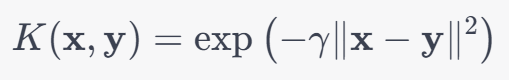 K(𝐱, 𝐲) = exp (−γ‖𝐱 − 𝐲‖²)